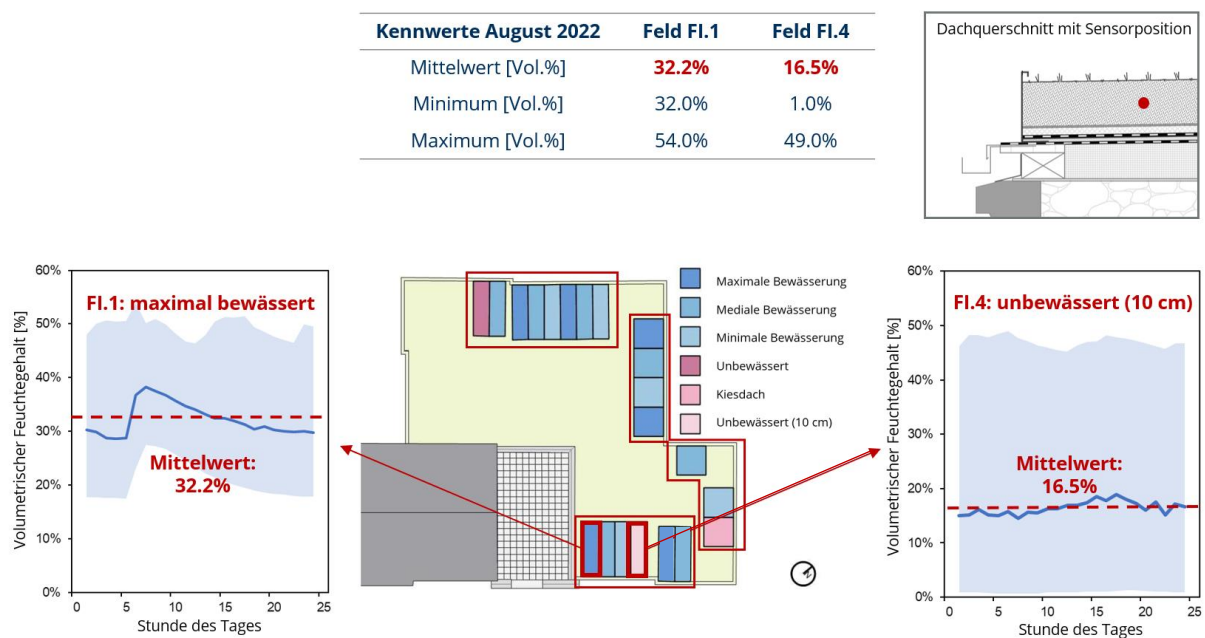 Kennwerte August 2022 Feld FI.1 Feld FI.4
Mittelwert [Vol.%] 32.2% 16.5%
Minimum [Vol.%] 32.0% 1.0%
Maximum [Vol.%] 54.0% 49.0%
Dachquerschnitt mit Sensorposition
60%
50%
40%
30%
20%
10%
0%
Volumetrischer Feuchtegehalt [%]
FI.1: maximal bewässert
Mittelwert:
32.2%
0 5 10 15 20 25
Stunde des Tages
Maximale Bewässerung
Mediale Bewässerung
Minimale Bewässerung
Unbewässert
Kiesdach
Unbewässert (10 cm)
N
60%
50%
40%
30%
20%
10%
0%
Volumetrischer Feuchtegehalt [%]
FI.4: unbewässert (10 cm)
Mittelwert:
16.5%
0 5 10 15 20 25
Stunde des Tages